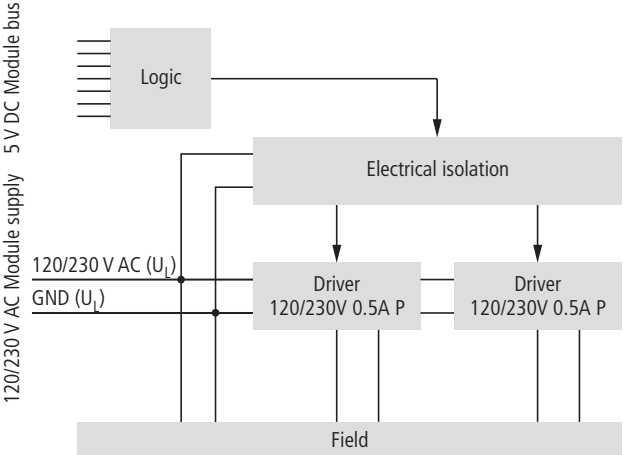 5 V DC Module bus
Logic
Electrical isolation
120/230 V AC Module supply
120/230 V AC (UL)
GND (UL)
Driver
120/230V 0.5A P
Driver
120/230V 0.5A P
Field